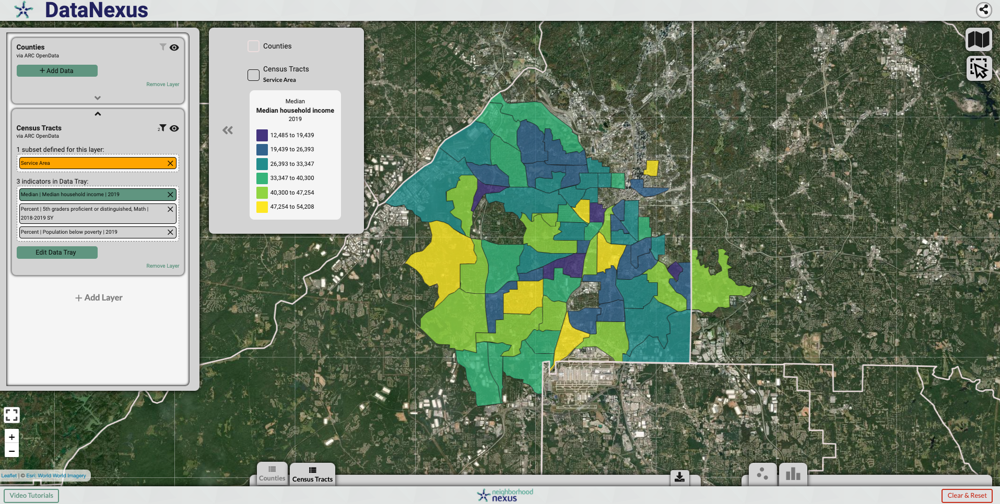 DataNexus
Counties
via ARC OpenData
+ Add Data
Remove Layer
Census Tracts
2
via ARC OpenData
1 subset defined for this layer:
Service Area
3 indicators in Data Tray:
Median | Median household income | 2019
Percent | 5th graders proficient or distinguished, Math |
2018-2019 SY
Percent | Population below poverty | 2019
Edit Data Tray
Remove Layer
+ Add Layer
Counties
Census Tracts
Service Area
Median
Median household income
2019
12,485 to 19,439
19,439 to 26,393
26,393 to 33,347
33,347 to 40,300
40,300 to 47,254
47,254 to 54,208
+
−
Leaflet | © Esri: World World Imagery
Counties
Census Tracts
Video Tutorials
neighborhood
nexus
Clear & Reset